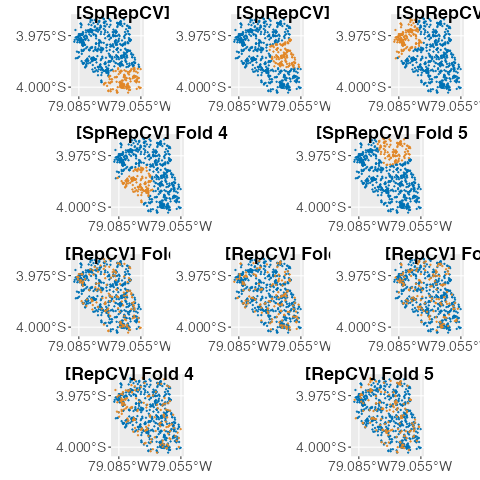 [SpRepCV] [SpRepCV] [SpRepCV
3.975°S 3.975°S 3.975°S
4.000°S 4.000°S 4.000°S
79.085°W79.055°W 79.085°W79.055°W 79.085°W79.055°W
[SpRepCV] Fold 4 [SpRepCV] Fold 5
3.975°S 3.975°S
4.000°S 4.000°S
79.085°W79.055°W 79.085°W79.055°W
[RepCV] Fol [RepCV] Fol [RepCV] Fo
3.975°S 3.975°S 3.975°S
4.000°S 4.000°S 4.000°S
79.085°W79.055°W 79.085°W79.055°W 79.085°W79.055°W
[RepCV] Fold 4 [RepCV] Fold 5
3.975°S 3.975°S
4.000°S 4.000°S
79.085°W79.055°W 79.085°W79.055°W